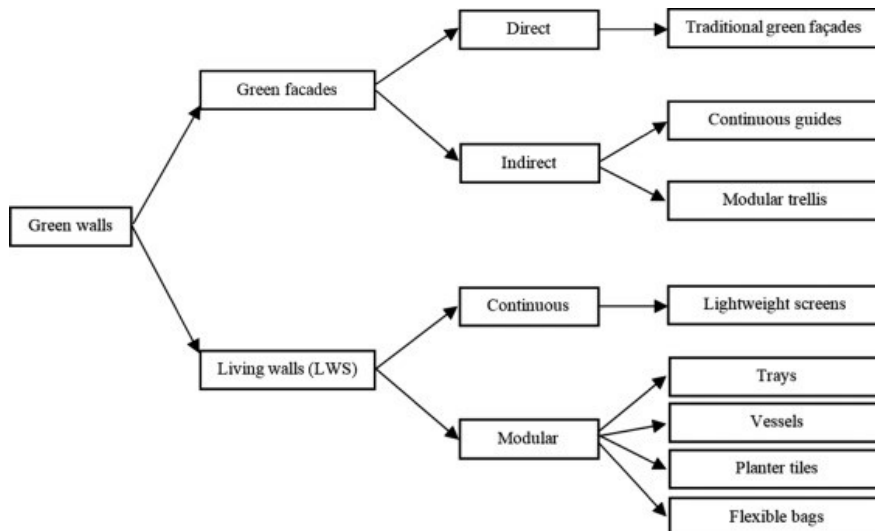 Direct
Traditional green façades
Green facades
Continuous guides
Indirect
Modular trellis
Green walls
Continuous
Lightweight screens
Living walls (LWS)
Trays
Modular
Vessels
Planter tiles
Flexible bags